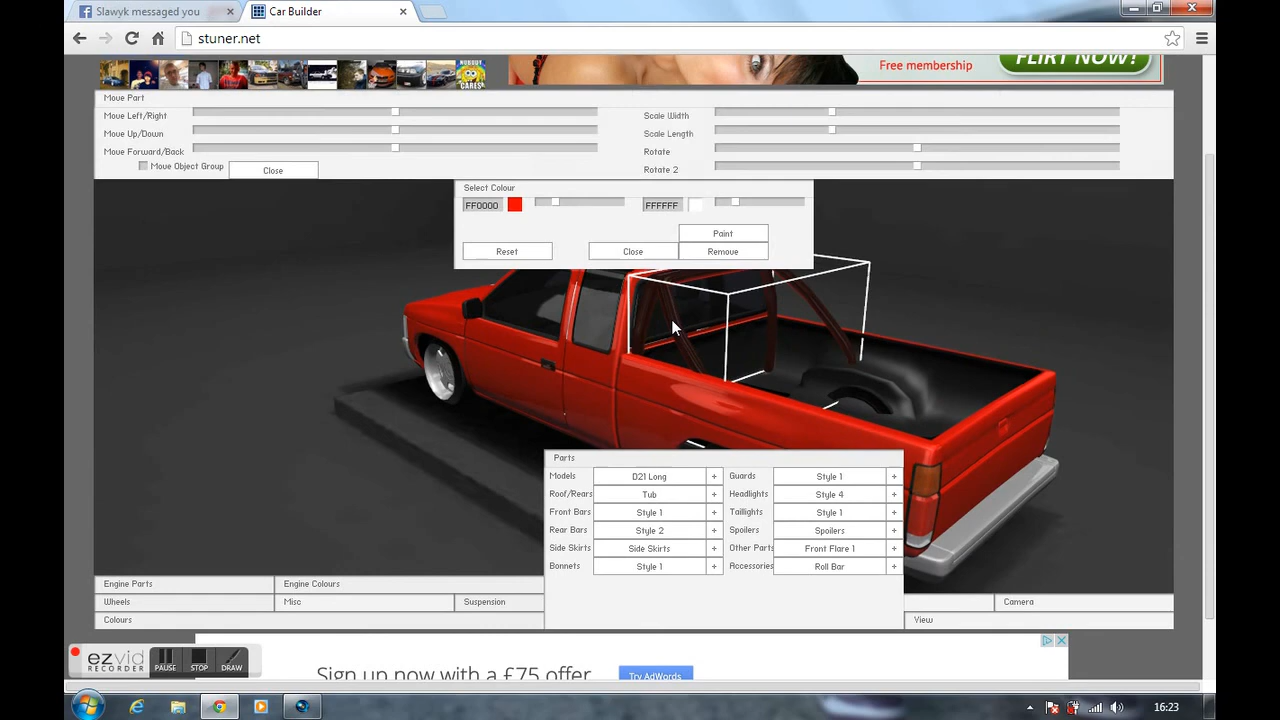 Slawyk messaged you
Car Builder
stuner.net
NOBODY
CARES
Free membership
FLIRT NOW!
Move Part
Move Left/Right
Move Up/Down
Move Forward/Back
Move Object Group
Close
Scale Width
Scale Length
Rotate
Rotate 2
Select Colour
FF0000
FFFFFF
Paint
Reset
Close
Remove
Parts
Models D21 Long + Guards Style 1 +
Roof/Rears Tub + Headlights Style 4 +
Front Bars Style 1 + Taillights Style 1 +
Rear Bars Style 2 + Spoilers Spoilers +
Side Skirts Side Skirts + Other Parts Front Flare 1 +
Bonnets Style 1 + Accessories Roll Bar +
Engine Parts Engine Colours
Wheels Misc Suspension Camera
Colours View
ezvid
RECORDER
PAUSE STOP DRAW
Sign up now with a £75 offer
Try AdWords
16:23